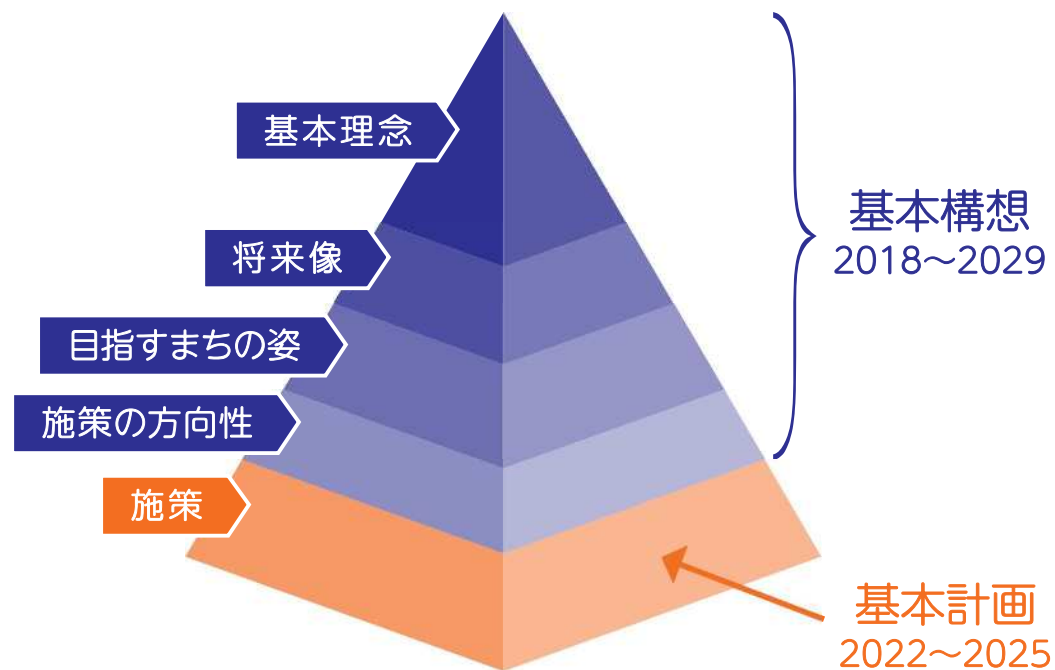 基本理念
将来像
目指すまちの姿
施策の方向性
施策
基本構想
2018～2029
基本計画
2022～2025